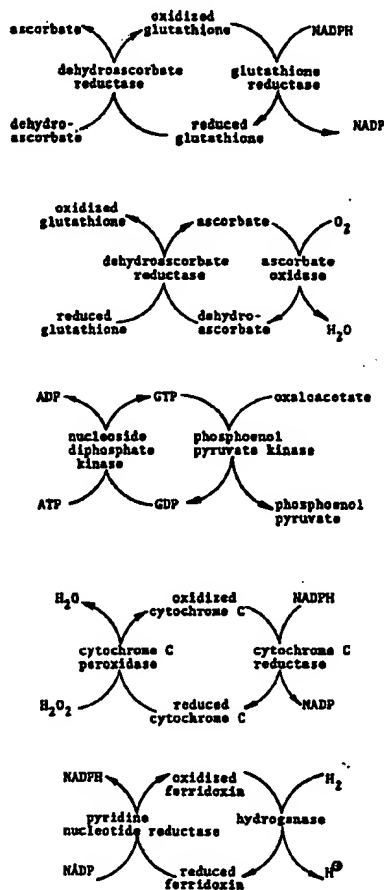 oxidized
ascorbate glutathione NADPH
dehydroascorbate glutathione
reductase reductase
dehydro- reduced
ascorbate glutathione NADP
oxidized
glutathione ascorbate O2
dehydroascorbate ascorbate
reductase oxidase
reduced dehydro-
glutathione ascorbate H2O
ADP GTP oxaloacetate
nucleoside phosphoenol
diphosphate pyruvate kinase
kinase
ATP GDP phosphoenol
pyruvate
H2O oxidized NADPH
cytochrome C
cytochrome C cytochrome C
peroxidase reductase
H2O2 reduced NADP
cytochrome C
NADPH oxidized H2
ferridoxin
pyridine hydrogenase
nucleotide reductase
NADP reduced H⊕
ferridoxin